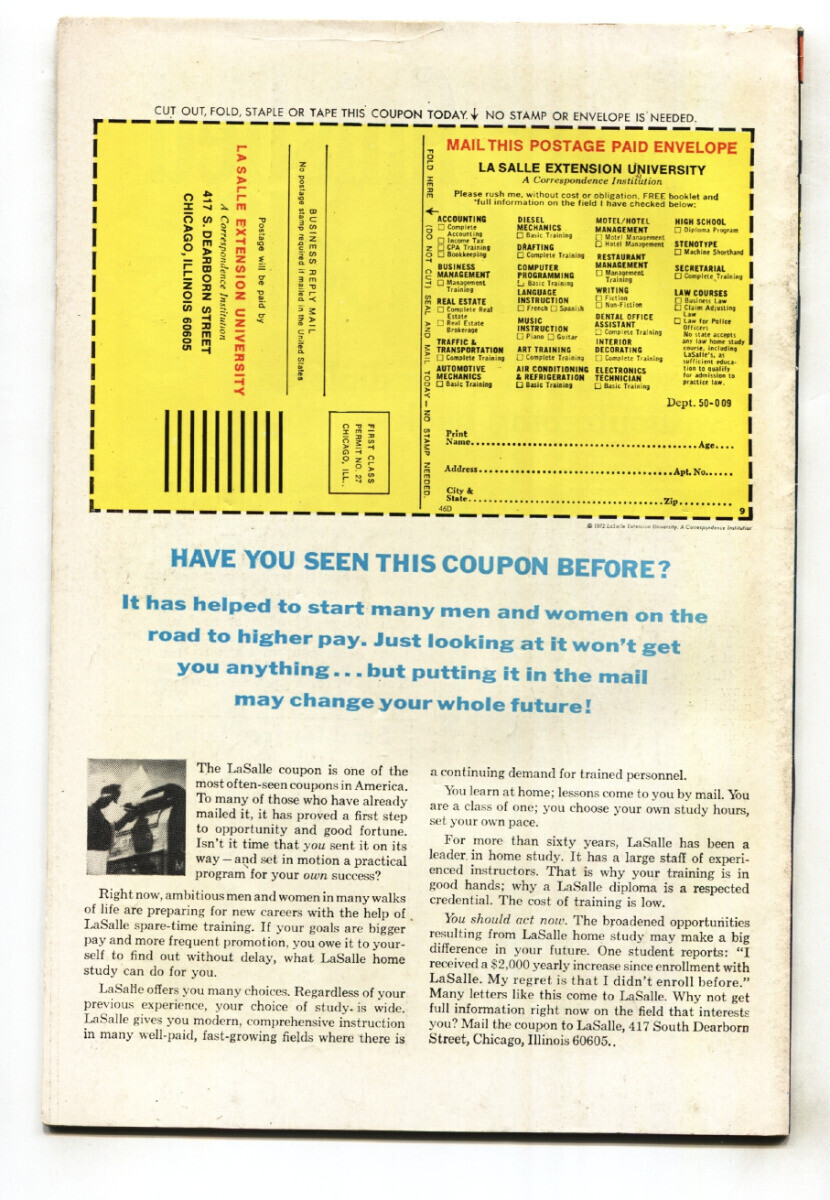 CUT OUT, FOLD, STAPLE OR TAPE THIS COUPON TODAY.↓ NO STAMP OR ENVELOPE IS NEEDED.
LA SALLE EXTENSION UNIVERSITY
A Correspondence Institution
417 S. DEARBORN STREET
CHICAGO, ILLINOIS 60605
Postage will be paid by
BUSINESS REPLY MAIL
No postage stamp required if mailed in the United States
FIRST CLASS
PERMIT NO. 27
CHICAGO, ILL.
FOLD HERE ← (DO NOT CUT) SEAL AND MAIL TODAY — NO STAMP NEEDED.
MAIL THIS POSTAGE PAID ENVELOPE
LA SALLE EXTENSION UNIVERSITY
A Correspondence Institution
Please rush me, without cost or obligation, FREE booklet and
full information on the field I have checked below:
ACCOUNTING
☐ Complete
Accounting
☐ Income Tax
☐ CPA Training
☐ Bookkeeping
BUSINESS
MANAGEMENT
☐ Management
Training
REAL ESTATE
☐ Complete Real
Estate
☐ Real Estate
Brokerage
TRAFFIC &
TRANSPORTATION
☐ Complete Training
AUTOMOTIVE
MECHANICS
☐ Basic Training
DIESEL
MECHANICS
☐ Basic Training
DRAFTING
☐ Complete Training
COMPUTER
PROGRAMMING
☐ Basic Training
LANGUAGE
INSTRUCTION
☐ French ☐ Spanish
MUSIC
INSTRUCTION
☐ Piano ☐ Guitar
ART TRAINING
☐ Complete Training
AIR CONDITIONING
& REFRIGERATION
☐ Basic Training
MOTEL/HOTEL
MANAGEMENT
☐ Motel Management
☐ Hotel Management
RESTAURANT
MANAGEMENT
☐ Management
Training
WRITING
☐ Fiction
☐ Non-Fiction
DENTAL OFFICE
ASSISTANT
☐ Complete Training
INTERIOR
DECORATING
☐ Complete Training
ELECTRONICS
TECHNICIAN
☐ Basic Training
HIGH SCHOOL
☐ Diploma Program
STENOTYPE
☐ Machine Shorthand
SECRETARIAL
☐ Complete Training
LAW COURSES
☐ Business Law
☐ Claim Adjusting
Law
☐ Law for Police
Officers
No state accepts
any law home study
course, including
LaSalle's, as
sufficient educa-
tion to qualify
for admission to
practice law.
Dept. 50-009
Print
Name Age
Address Apt. No.
City &
State Zip
46D 9
© 1972 LaSalle Extension University, A Correspondence Institution
HAVE YOU SEEN THIS COUPON BEFORE?
It has helped to start many men and women on the
road to higher pay. Just looking at it won't get
you anything...but putting it in the mail
may change your whole future!
The LaSalle coupon is one of the
most often-seen coupons in America.
To many of those who have already
mailed it, it has proved a first step
to opportunity and good fortune.
Isn't it time that you sent it on its
way — and set in motion a practical
program for your own success?
Right now, ambitious men and women in many walks
of life are preparing for new careers with the help of
LaSalle spare-time training. If your goals are bigger
pay and more frequent promotion, you owe it to your-
self to find out without delay, what LaSalle home
study can do for you.
LaSalle offers you many choices. Regardless of your
previous experience, your choice of study is wide.
LaSalle gives you modern, comprehensive instruction
in many well-paid, fast-growing fields where there is
a continuing demand for trained personnel.
You learn at home; lessons come to you by mail. You
are a class of one; you choose your own study hours,
set your own pace.
For more than sixty years, LaSalle has been a
leader in home study. It has a large staff of experi-
enced instructors. That is why your training is in
good hands; why a LaSalle diploma is a respected
credential. The cost of training is low.
You should act now. The broadened opportunities
resulting from LaSalle home study may make a big
difference in your future. One student reports: "I
received a $2,000 yearly increase since enrollment with
LaSalle. My regret is that I didn't enroll before."
Many letters like this come to LaSalle. Why not get
full information right now on the field that interests
you? Mail the coupon to LaSalle, 417 South Dearborn
Street, Chicago, Illinois 60605..